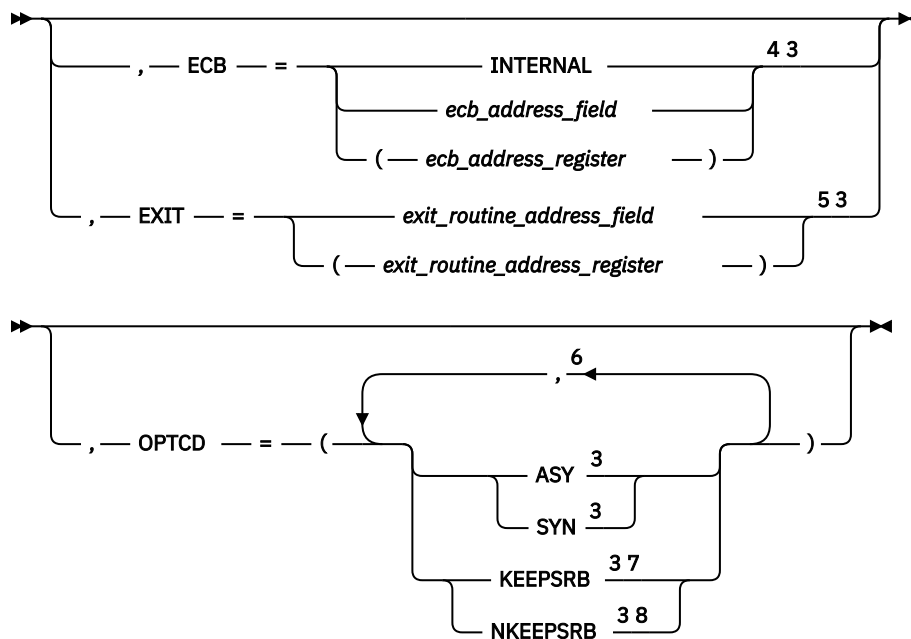 4 3
, ECB = INTERNAL
ecb_address_field
( ecb_address_register )
5 3
, EXIT = exit_routine_address_field
( exit_routine_address_register )
, 6
, OPTCD = ( )
ASY 3
SYN 3
KEEPSRB 3 7
NKEEPSRB 3 8